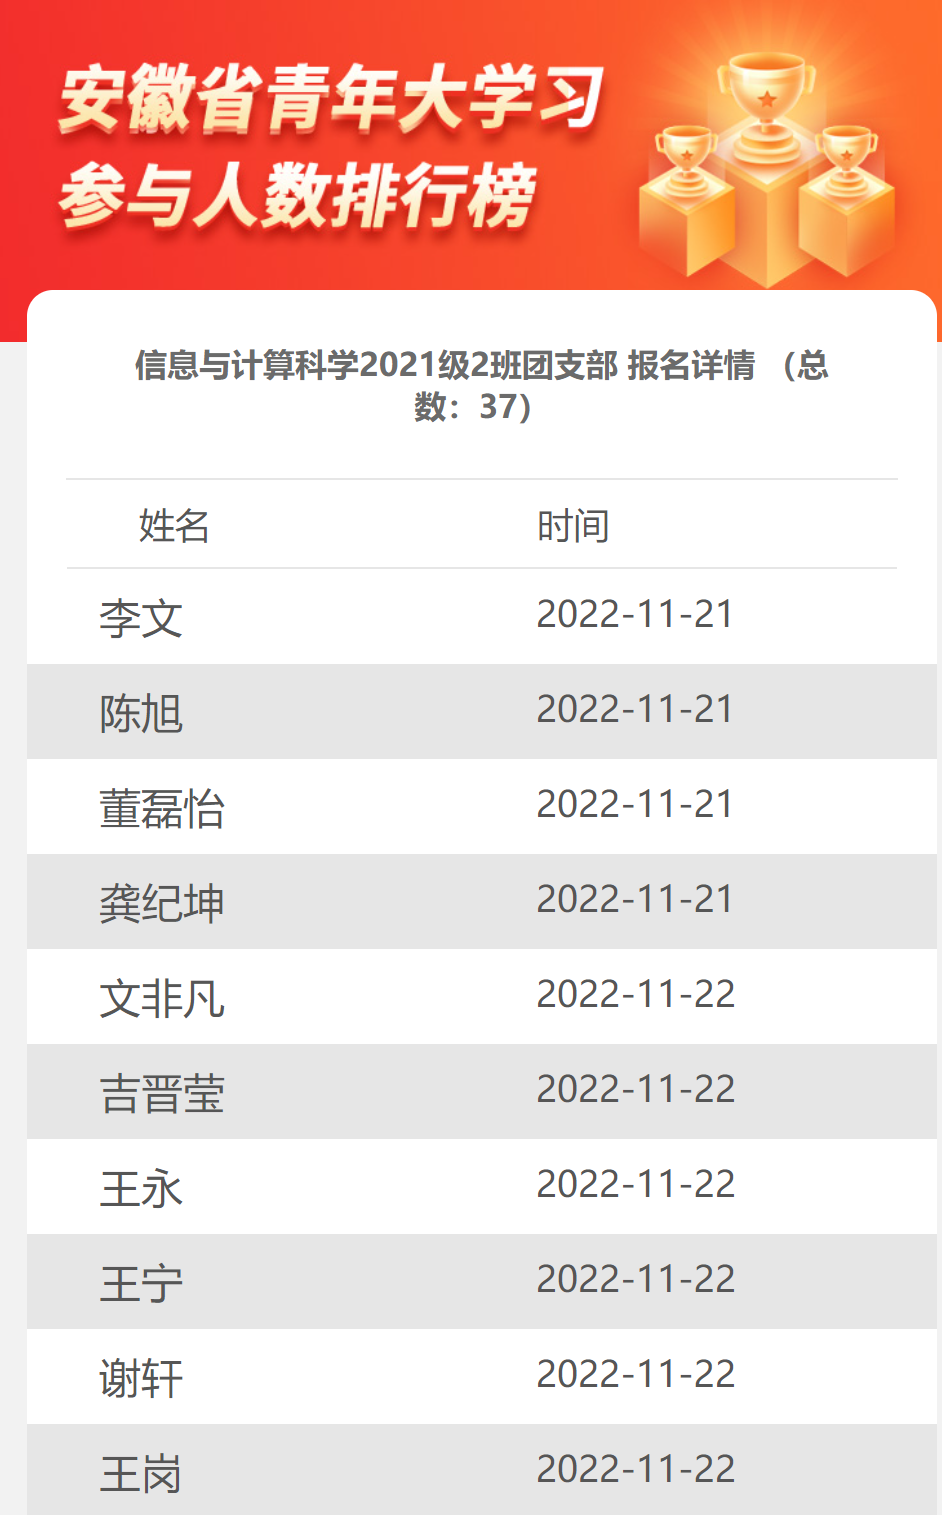 安徽省青年大学习
参与人数排行榜
信息与计算科学2021级2班团支部 报名详情 （总
数：37）
姓名 时间
李文 2022-11-21
陈旭 2022-11-21
董磊怡 2022-11-21
龚纪坤 2022-11-21
文非凡 2022-11-22
吉晋莹 2022-11-22
王永 2022-11-22
王宁 2022-11-22
谢轩 2022-11-22
王岗 2022-11-22